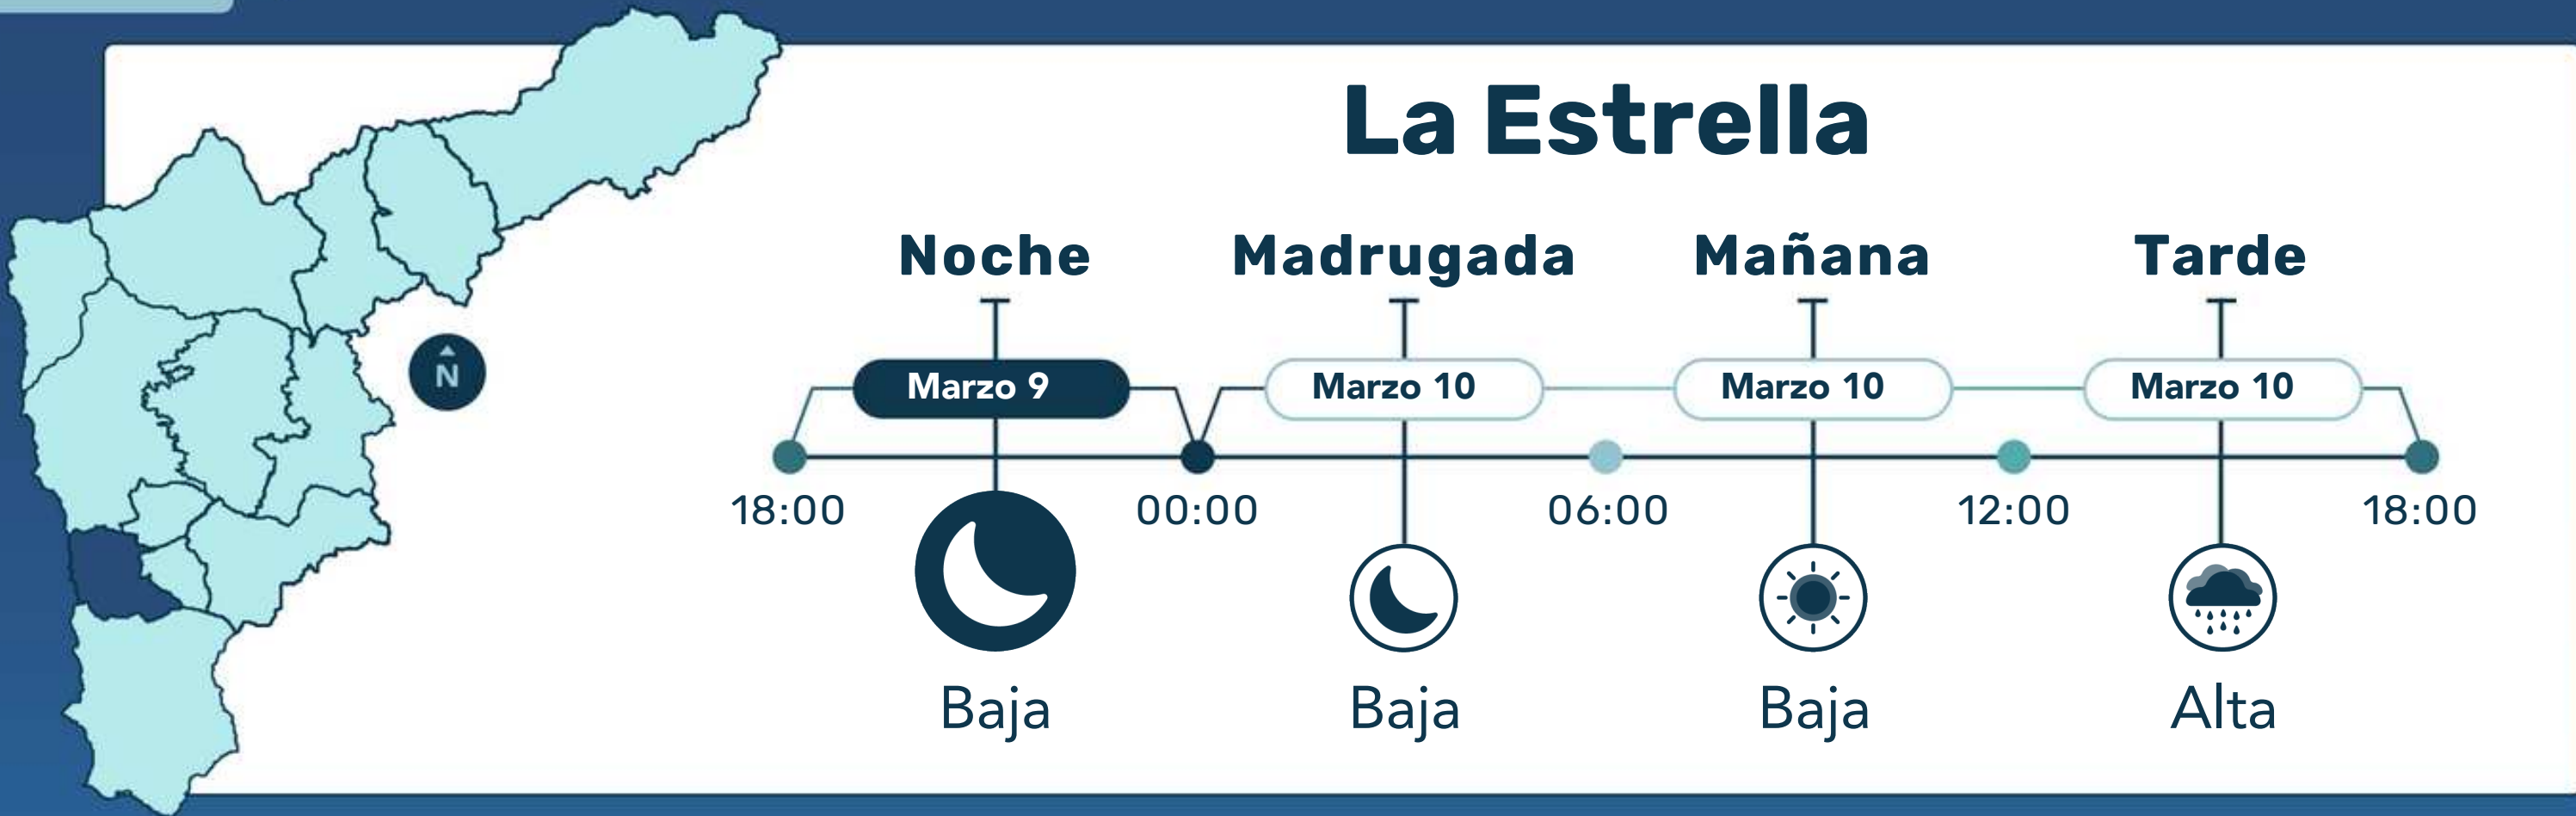 La Estrella
Noche Madrugada Mañana Tarde
Marzo 9 Marzo 10 Marzo 10 Marzo 10
N
18:00 00:00 06:00 12:00 18:00
Baja Baja Baja Alta